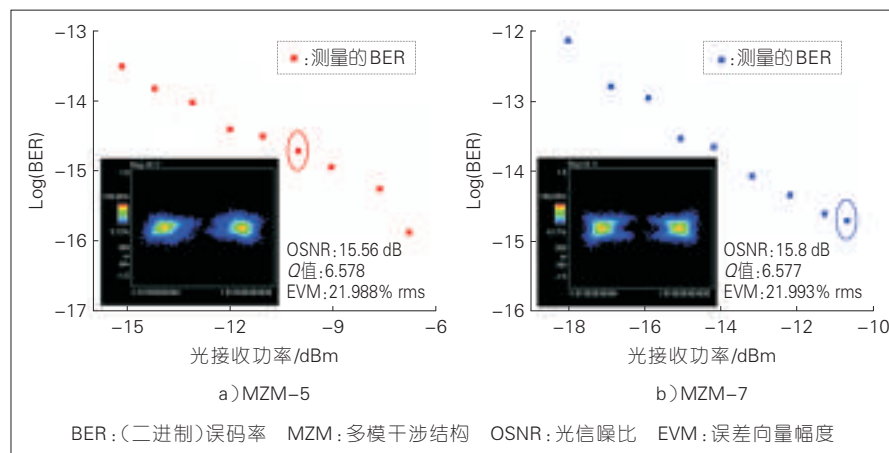 -13
-14
-15
-16
-17
Log(BER)
:测量的BER
OSNR:15.56 dB
Q值:6.578
EVM:21.988% rms
-15 -12 -9 -6
光接收功率/dBm
a)MZM-5
-12
-13
-14
-15
-16
Log(BER)
:测量的BER
OSNR:15.8 dB
Q值:6.577
EVM:21.993% rms
-18 -16 -14 -12 -10
光接收功率/dBm
b)MZM-7
BER:(二进制)误码率 MZM:多模干涉结构 OSNR:光信噪比 EVM:误差向量幅度